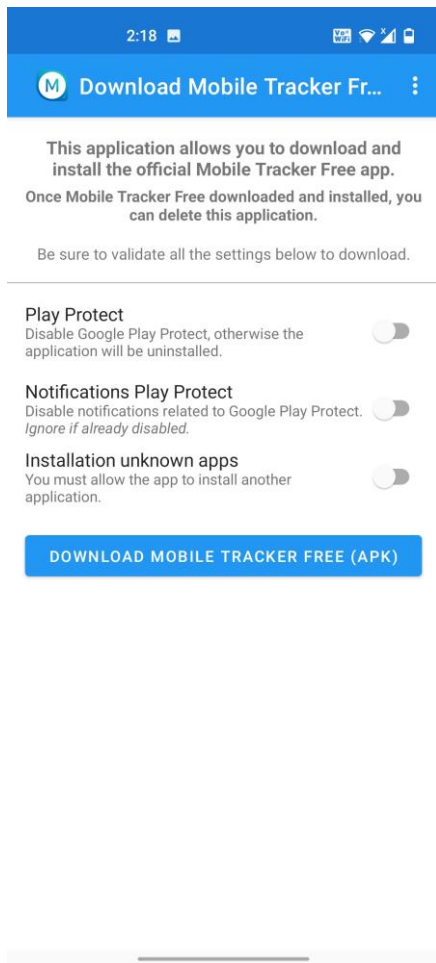 2:18
Vo» WiFi
M Download Mobile Tracker Fr...
This application allows you to download and
install the official Mobile Tracker Free app.
Once Mobile Tracker Free downloaded and installed, you
can delete this application.
Be sure to validate all the settings below to download.
Play Protect
Disable Google Play Protect, otherwise the
application will be uninstalled.
Notifications Play Protect
Disable notifications related to Google Play Protect.
Ignore if already disabled.
Installation unknown apps
You must allow the app to install another
application.
DOWNLOAD MOBILE TRACKER FREE (APK)